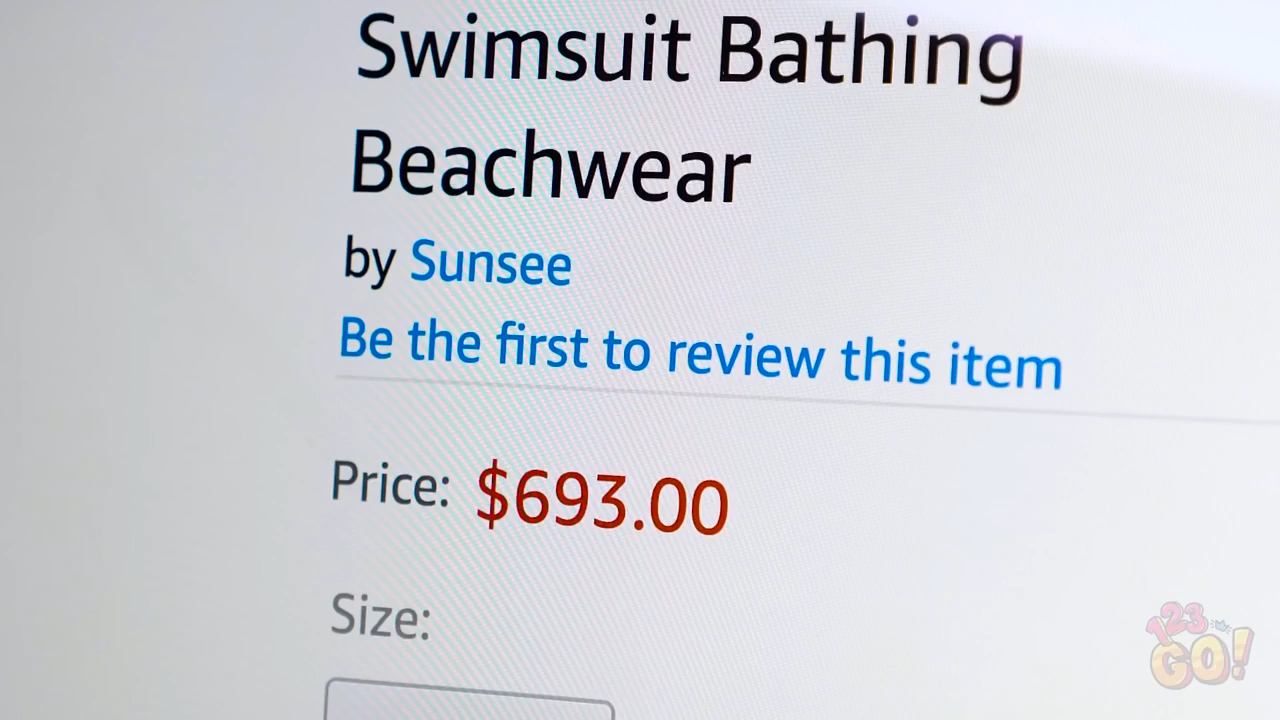 Swimsuit Bathing
Beachwear
by Sunsee
Be the first to review this item
Price: $693.00
Size:
123
GO!